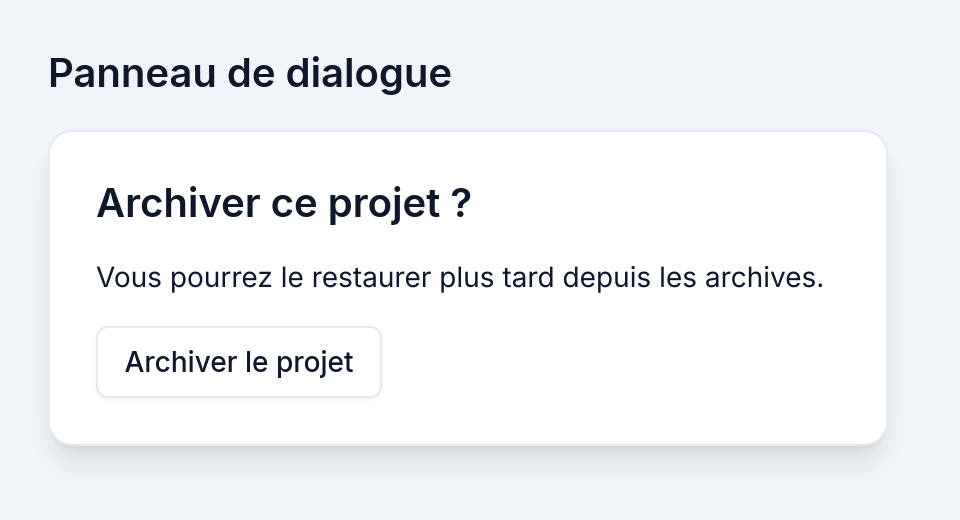 Panneau de dialogue
Archiver ce projet ?
Vous pourrez le restaurer plus tard depuis les archives.
Archiver le projet